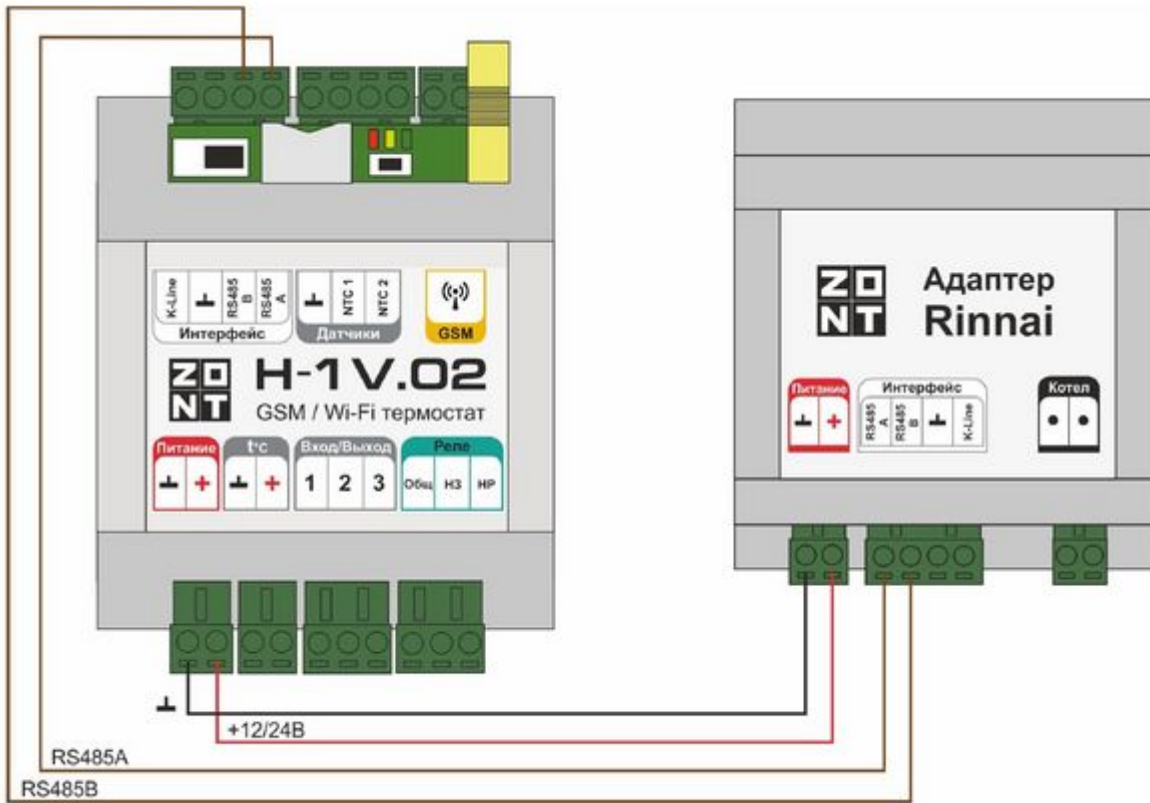 K-Line
RS485 B
RS485 A
NTC 1
NTC 2
Интерфейс
Датчики
GSM
ZONT
H-1V.02
GSM / Wi-Fi термостат
Питание
t°C
Вход/Выход
Реле
+
+
1
2
3
Общ
НЗ
НР
ZONT
Адаптер
Rinnai
Питание
Интерфейс
Котел
+
RS485 A
RS485 B
K-Line
+12/24В
RS485A
RS485B